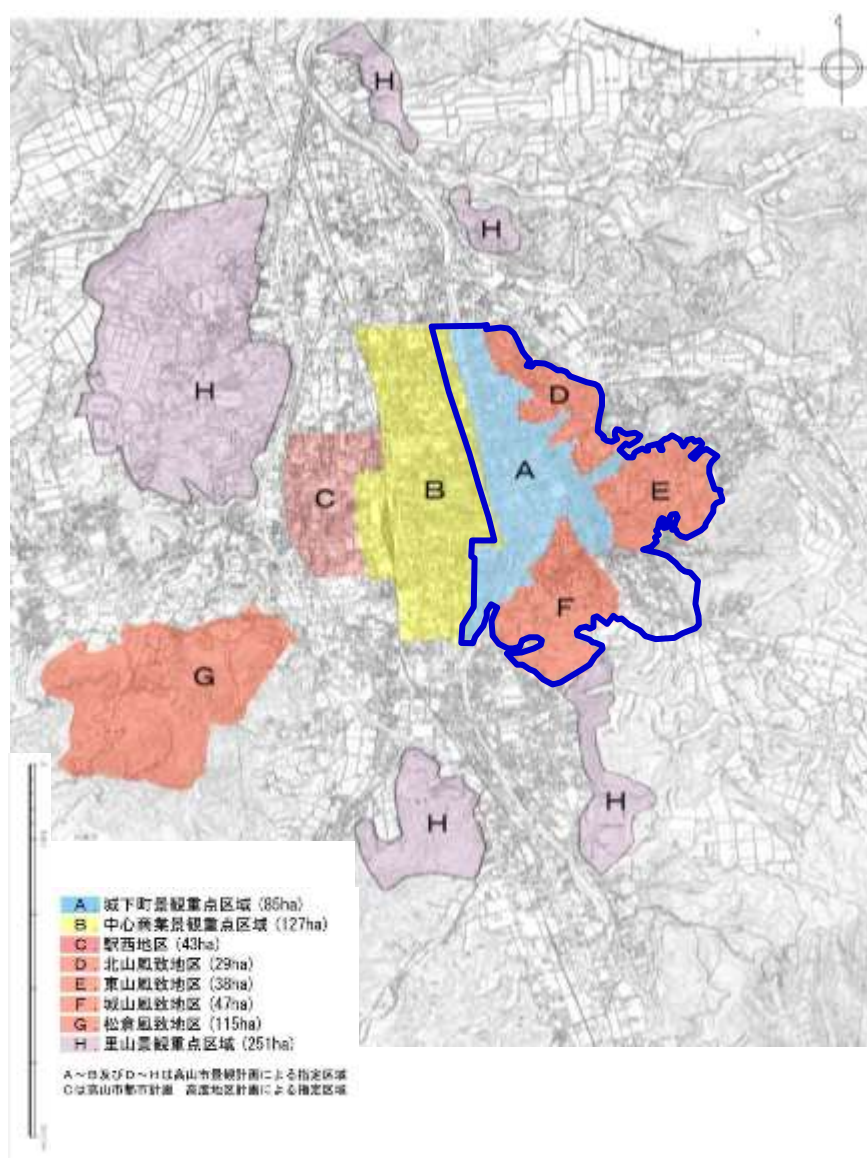 H
H
H
D
A
E
C
B
F
G
H
H
A．城下町景観重点区域 (85ha)
B．中心商業景観重点区域 (127ha)
C．駅西地区 (43ha)
D．北山風致地区 (29ha)
E．東山風致地区 (38ha)
F．城山風致地区 (47ha)
G．松倉風致地区 (115ha)
H．里山景観重点区域 (251ha)
A～B及びD～Hは高山市景観計画による指定区域
Cは高山市都市計画　高度地区計画による指定区域